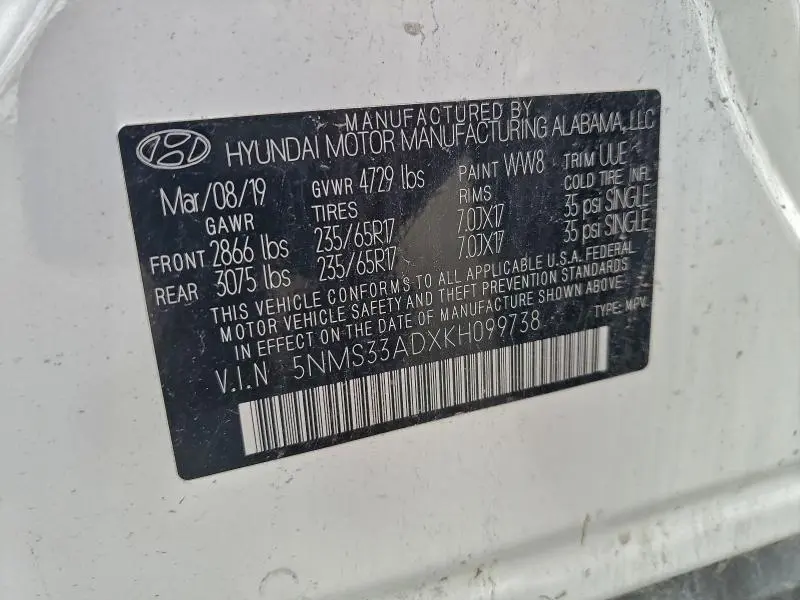 MANUFACTURED BY
HYUNDAI MOTOR MANUFACTURING ALABAMA, LLC
Mar/08/19 GVWR 4729 lbs PAINT WW8 TRIM UUE
GAWR TIRES RIMS COLD TIRE INFL
FRONT 2866 lbs 235/65R17 7.0JX17 35 psi SINGLE
REAR 3075 lbs 235/65R17 7.0JX17 35 psi SINGLE
THIS VEHICLE CONFORMS TO ALL APPLICABLE U.S.A. FEDERAL
MOTOR VEHICLE SAFETY AND THEFT PREVENTION STANDARDS
IN EFFECT ON THE DATE OF MANUFACTURE SHOWN ABOVE.
V.I.N 5NMS33ADXKH099738 TYPE: MPV